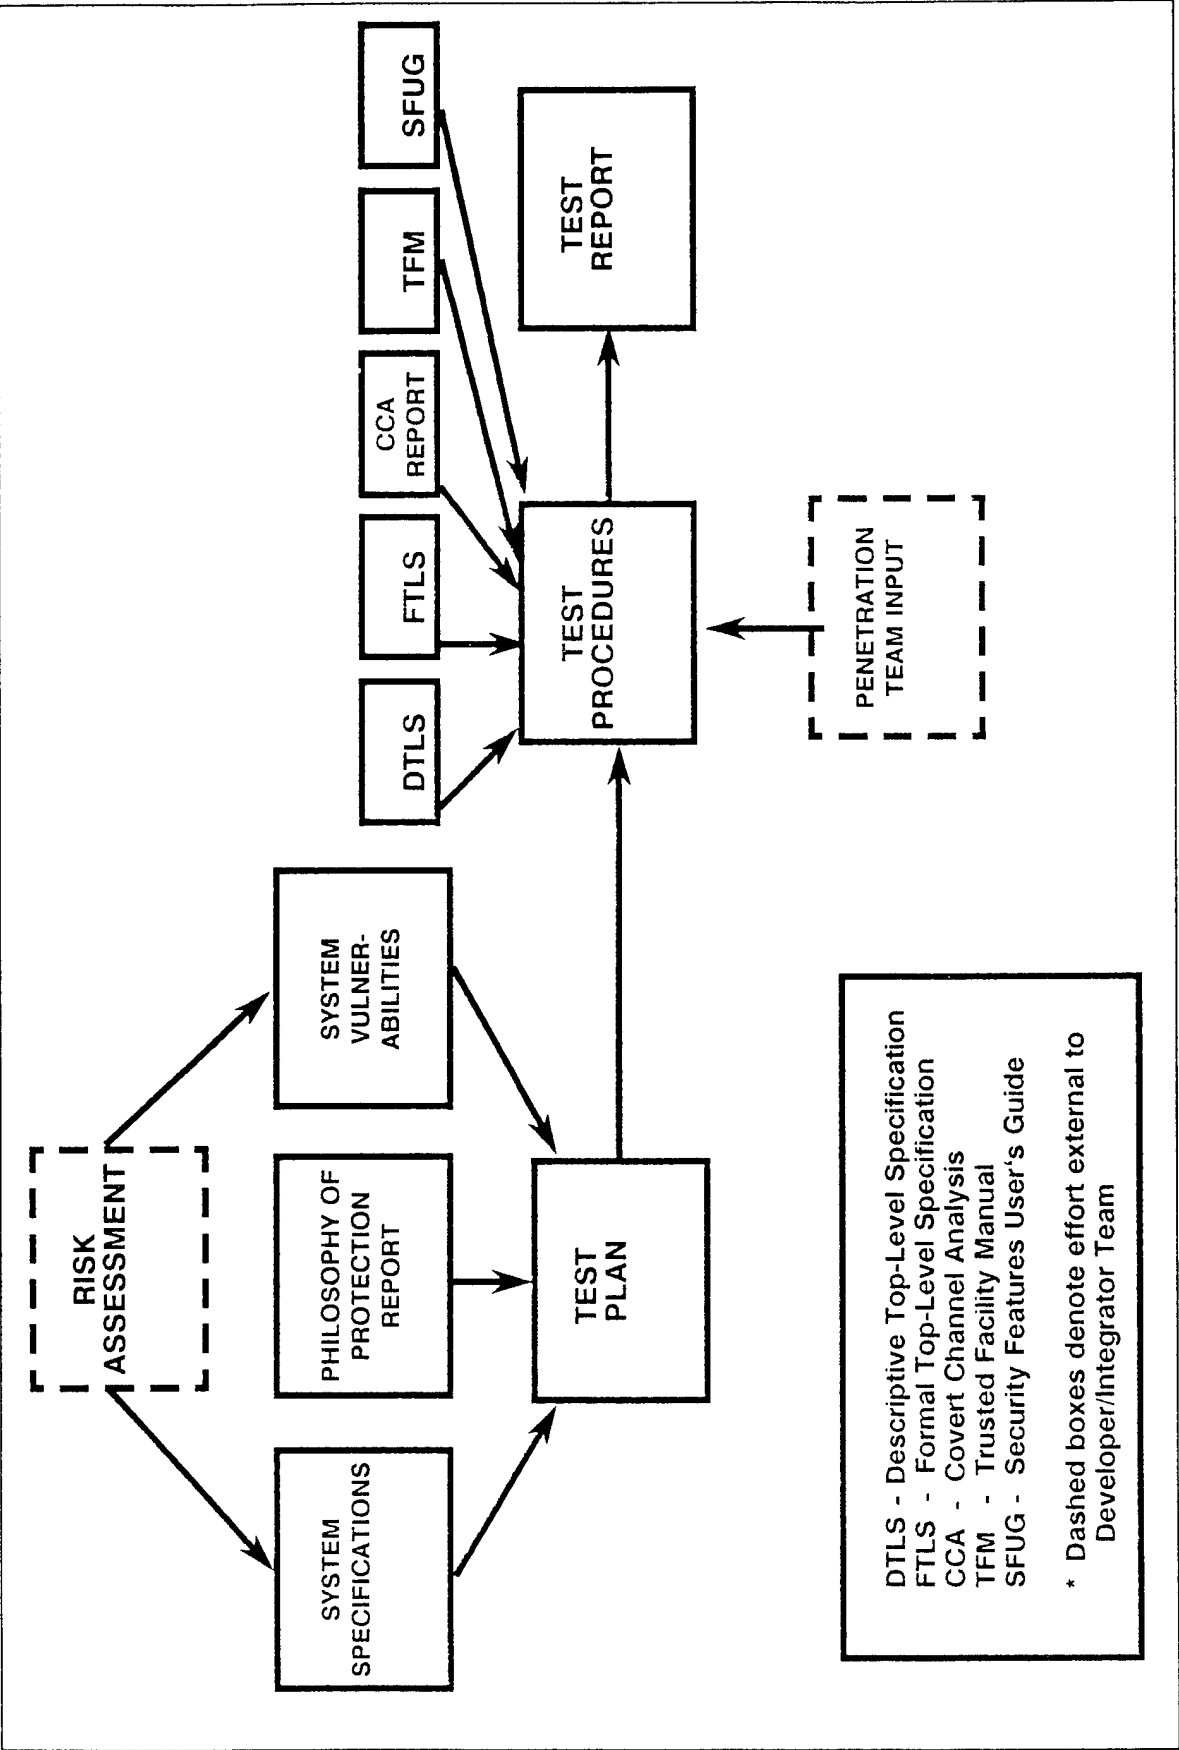 RISK
ASSESSMENT
SYSTEM
SPECIFICATIONS
PHILOSOPHY OF
PROTECTION
REPORT
SYSTEM
VULNER-
ABILITIES
TEST
PLAN
DTLS
FTLS
CCA
REPORT
TFM
SFUG
TEST
PROCEDURES
TEST
REPORT
PENETRATION
TEAM INPUT
DTLS - Descriptive Top-Level Specification
FTLS - Formal Top-Level Specification
CCA - Covert Channel Analysis
TFM - Trusted Facility Manual
SFUG - Security Features User's Guide
* Dashed boxes denote effort external to
Developer/Integrator Team